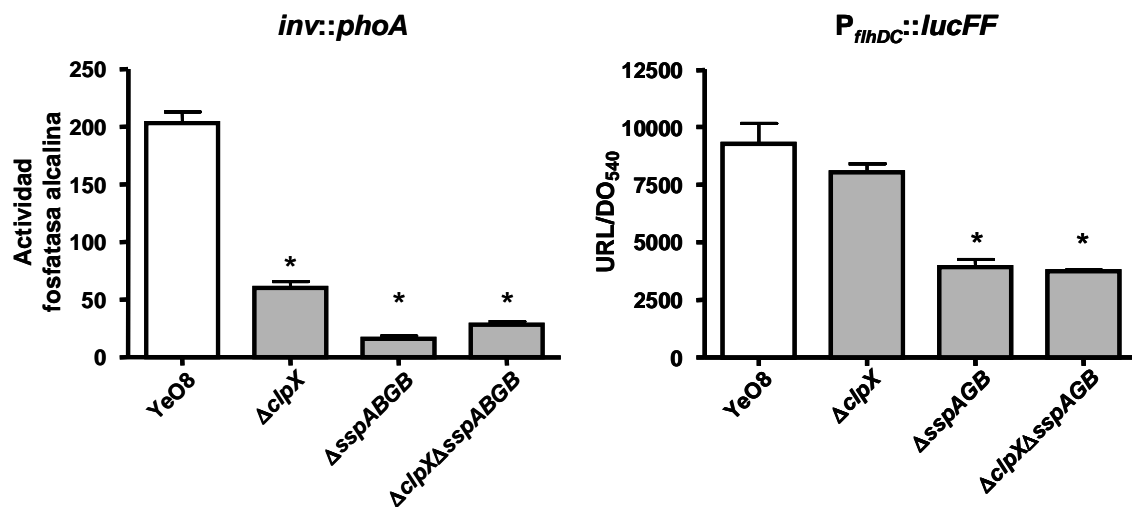 inv::phoA
Actividad
fosfatasa alcalina
250
200
150
100
50
0
*
*
*
YeO8
ΔclpX
ΔsspABGB
ΔclpXΔsspABGB
PflhDC::lucFF
URL/DO540
12500
10000
7500
5000
2500
0
*
*
YeO8
ΔclpX
ΔsspAGB
ΔclpXΔsspAGB